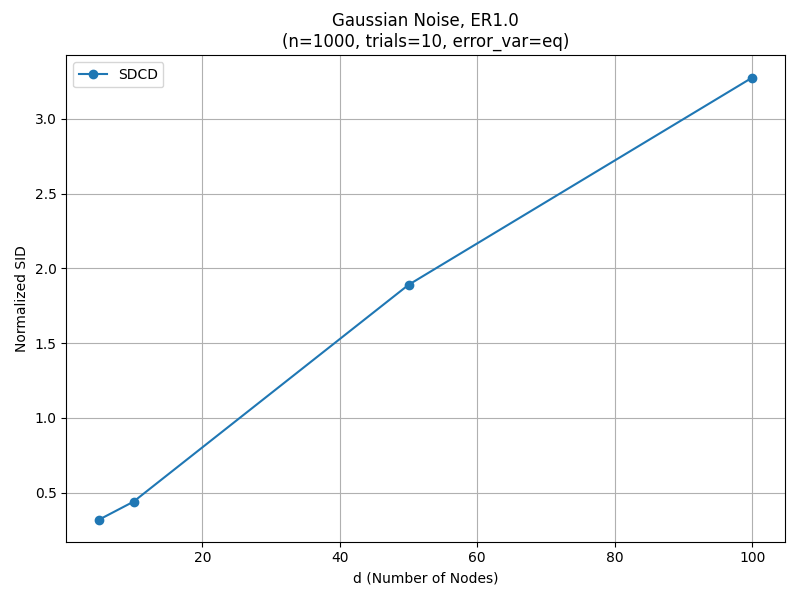 Gaussian Noise, ER1.0
(n=1000, trials=10, error_var=eq)
SDCD
Normalized SID
3.0
2.5
2.0
1.5
1.0
0.5
20 40 60 80 100
d (Number of Nodes)